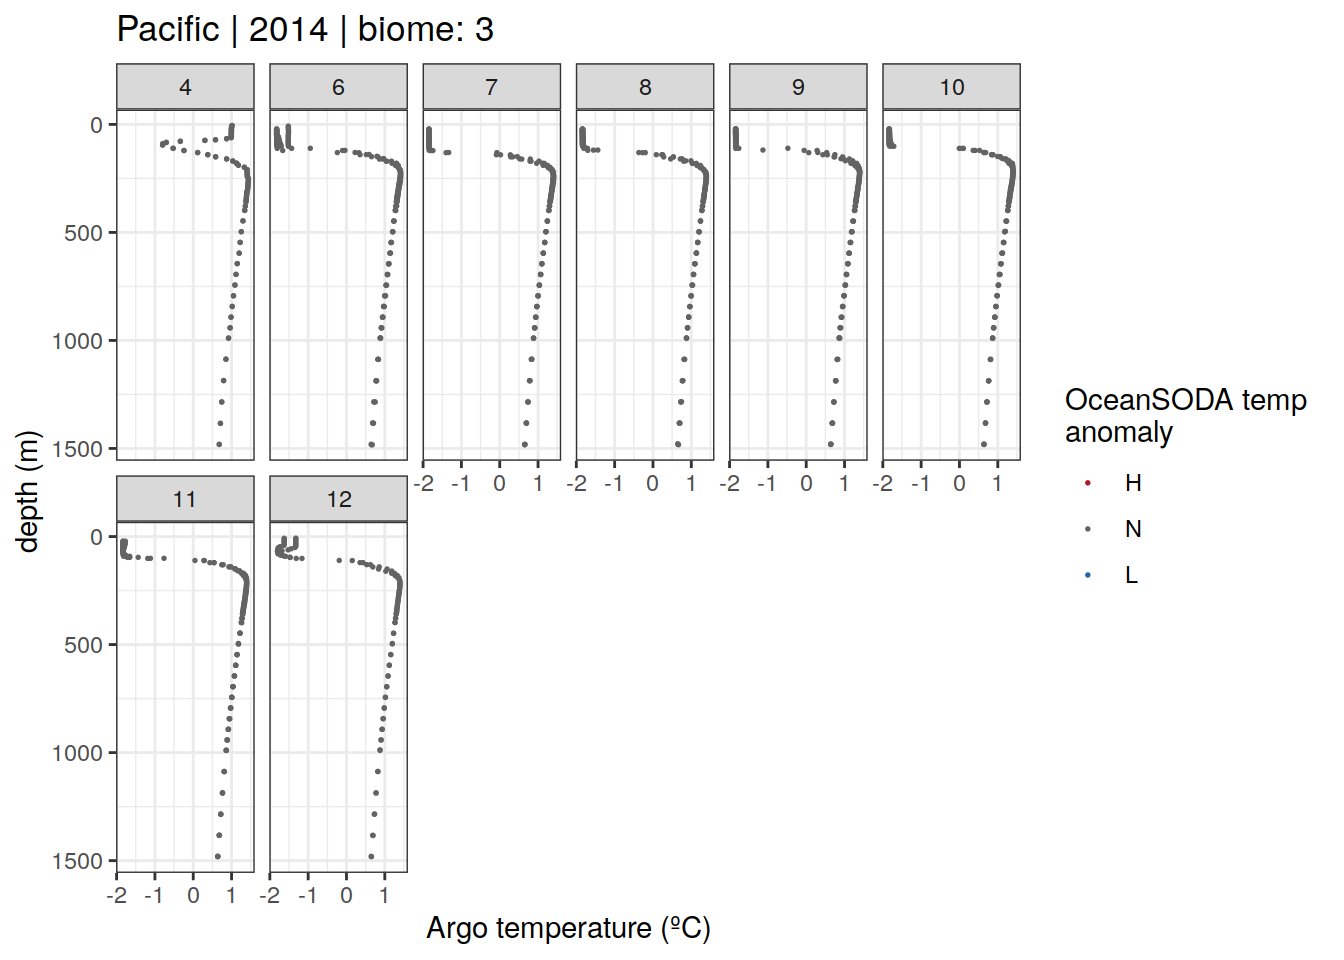 Pacific | 2014 | biome: 3
4 6 7 8 9 10
0
500
1000
1500
-2 -1 0 1 -2 -1 0 1 -2 -1 0 1 -2 -1 0 1
11 12
0
500
1000
1500
-2 -1 0 1 -2 -1 0 1
depth (m)
Argo temperature (ºC)
OceanSODA temp
anomaly
H
N
L